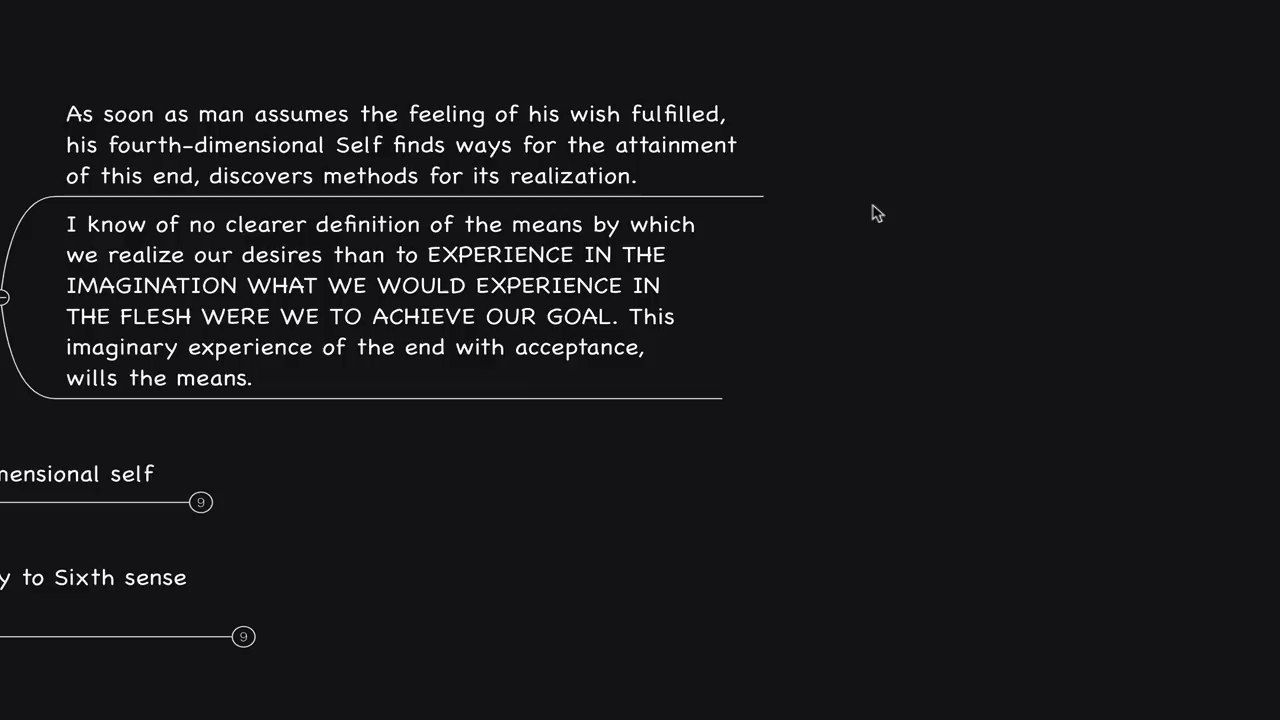 As soon as man assumes the feeling of his wish fulfilled,
his fourth-dimensional Self finds ways for the attainment
of this end, discovers methods for its realization.
I know of no clearer definition of the means by which
we realize our desires than to EXPERIENCE IN THE
IMAGINATION WHAT WE WOULD EXPERIENCE IN
THE FLESH WERE WE TO ACHIEVE OUR GOAL. This
imaginary experience of the end with acceptance,
wills the means.
mensional self
9
y to Sixth sense
9